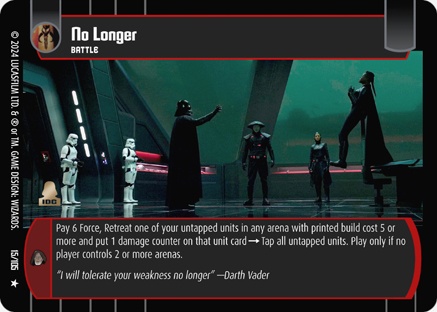 No Longer
BATTLE
© 2024 LUCASFILM LTD. & ® or TM. GAME DESIGN: WIZARDS.
IDC
15/105
Pay 6 Force, Retreat one of your untapped units in any arena with printed build cost 5 or
more and put 1 damage counter on that unit card→Tap all untapped units. Play only if no
player controls 2 or more arenas.
“I will tolerate your weakness no longer” —Darth Vader